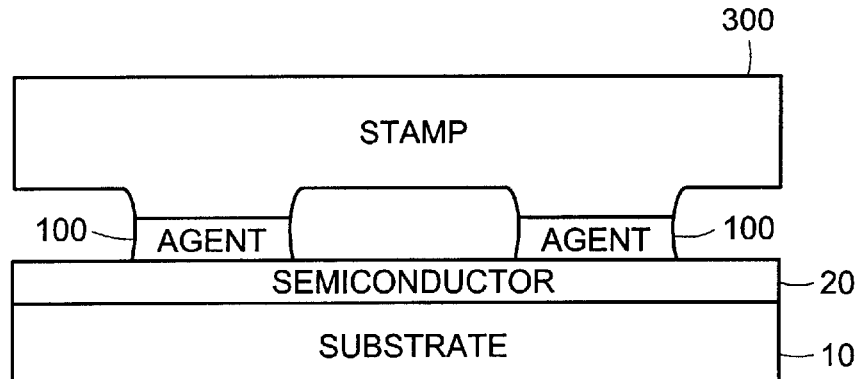 300
STAMP
100 AGENT AGENT 100
SEMICONDUCTOR 20
SUBSTRATE 10